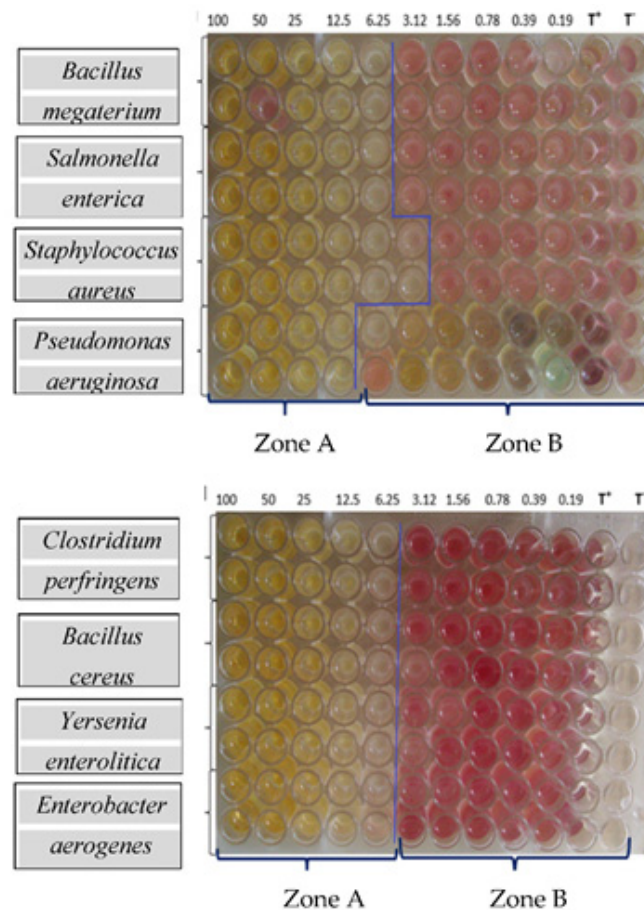 100 50 25 12.5 6.25 3.12 1.56 0.78 0.39 0.19 T⁺ T⁻
Bacillus
megaterium
Salmonella
enterica
Staphylococcus
aureus
Pseudomonas
aeruginosa
Zone A Zone B
100 50 25 12.5 6.25 3.12 1.56 0.78 0.39 0.19 T⁺ T
Clostridium
perfringens
Bacillus
cereus
Yersenia
enterolitica
Enterobacter
aerogenes
Zone A Zone B